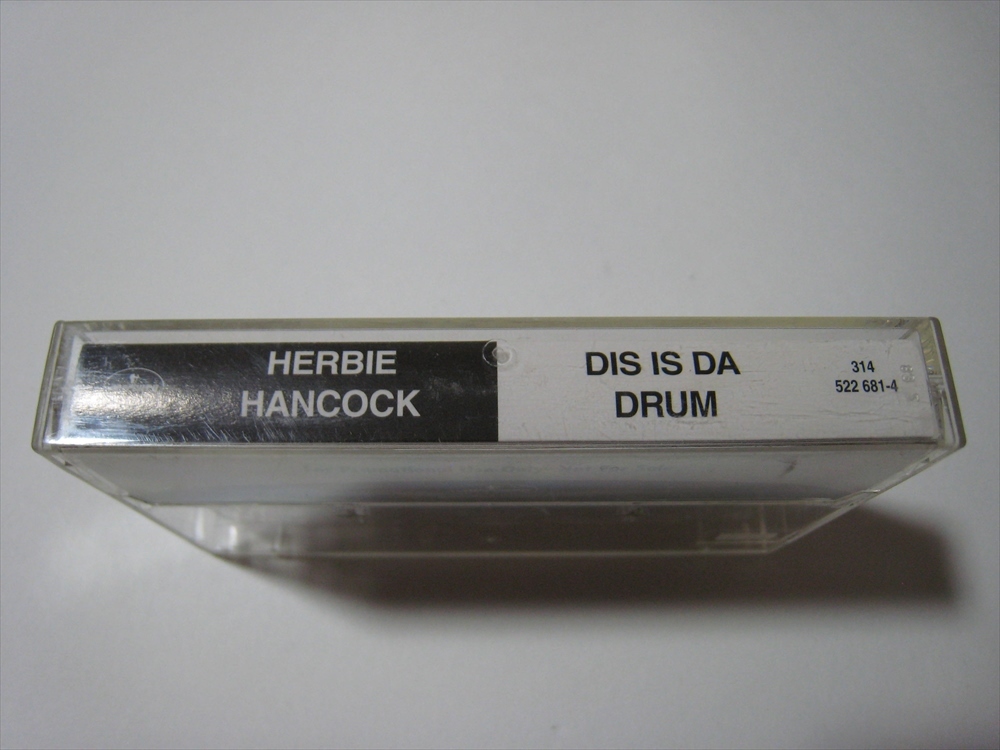 HERBIE
HANCOCK
DIS IS DA
DRUM
314
522 681-4